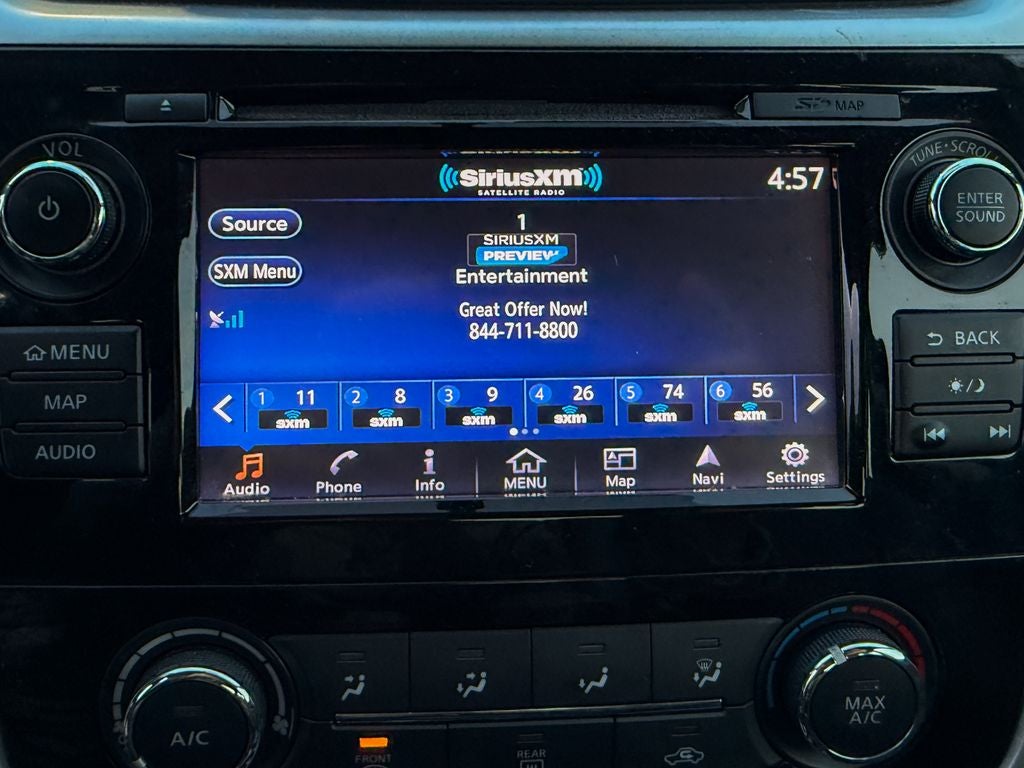 SD MAP
VOL
TUNE·SCROLL
SiriusXM 4:57
SATELLITE RADIO
Source
1
SIRIUSXM
PREVIEW
SXM Menu
Entertainment
Great Offer Now!
844-711-8800
ENTER
SOUND
MENU
MAP
AUDIO
BACK
1 11 2 8 3 9 4 26 5 74 6 56
sxm sxm sxm sxm sxm sxm
Audio Phone Info MENU Map Navi Settings
A/C
MAX
A/C
FRONT
REAR